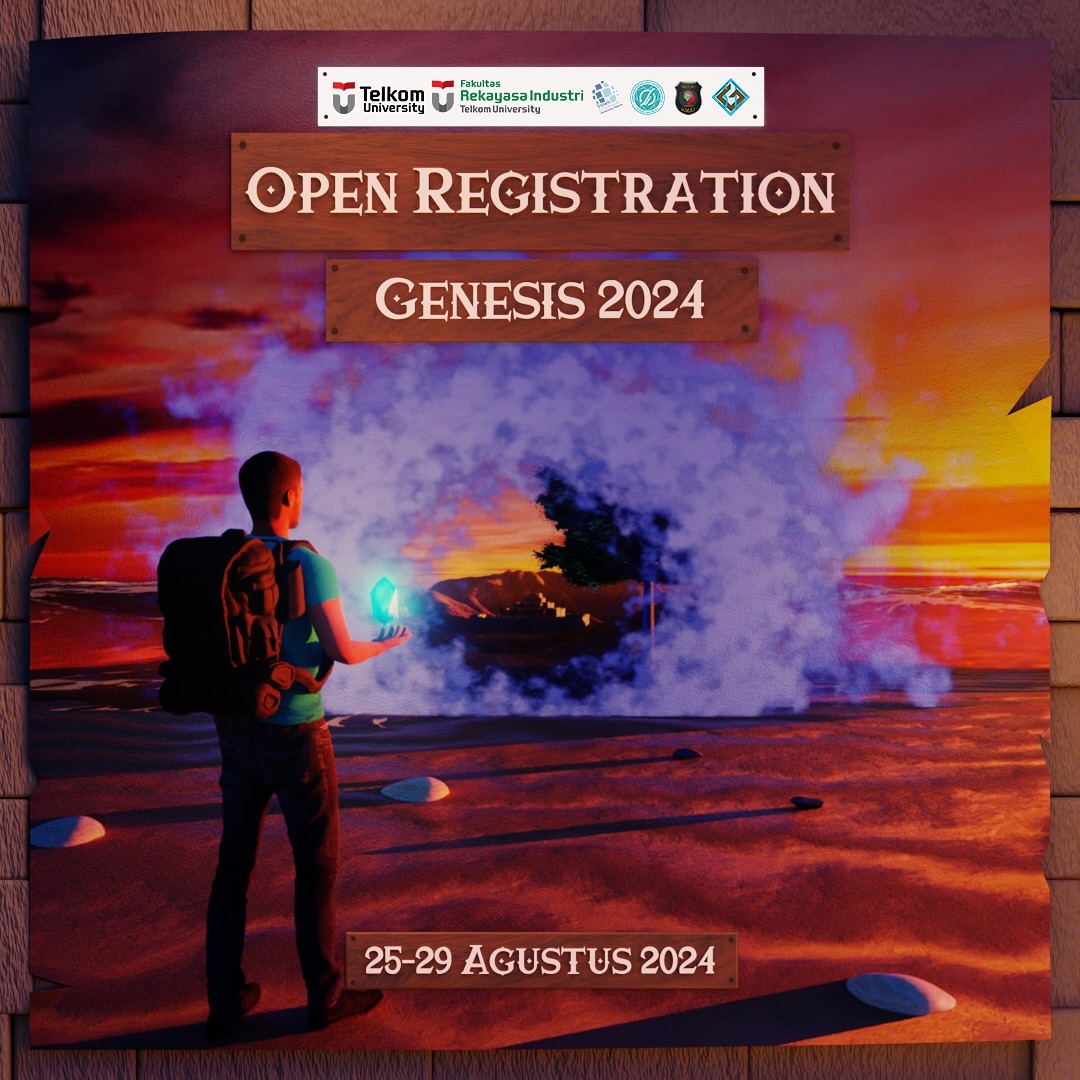 Telkom University
Fakultas
Rekayasa Industri
Telkom University
OPEN REGISTRATION
GENESIS 2024
25-29 AGUSTUS 2024